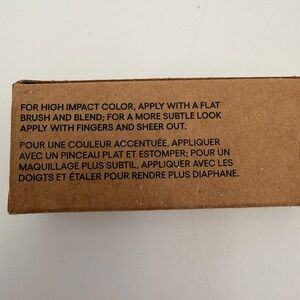 FOR HIGH IMPACT COLOR, APPLY WITH A FLAT
BRUSH AND BLEND; FOR A MORE SUBTLE LOOK
APPLY WITH FINGERS AND SHEER OUT.
POUR UNE COULEUR ACCENTUÉE, APPLIQUER
AVEC UN PINCEAU PLAT ET ESTOMPER; POUR UN
MAQUILLAGE PLUS SUBTIL, APPLIQUER AVEC LES
DOIGTS ET ÉTALER POUR RENDRE PLUS DIAPHANE.